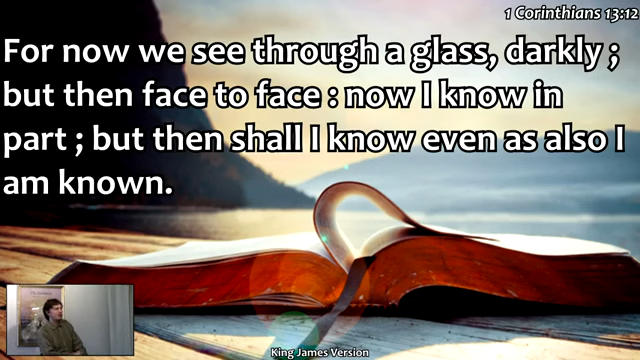 1 Corinthians 13:12
For now we see through a glass, darkly ;
but then face to face : now I know in
part ; but then shall I know even as also I
am known.
King James Version